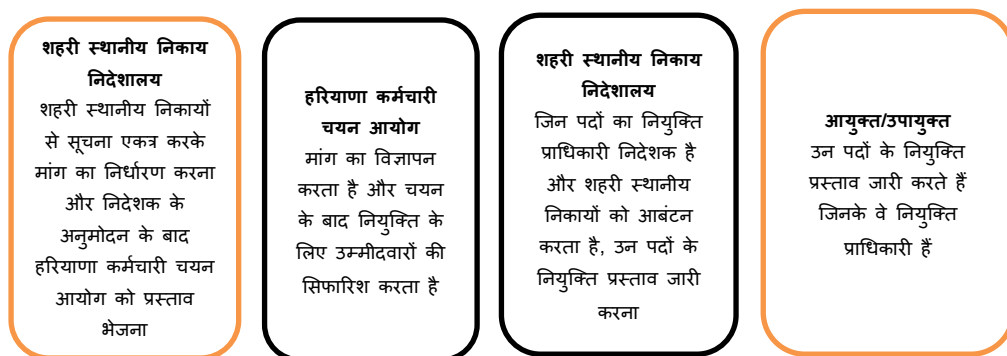 शहरी स्थानीय निकाय
निदेशालय
शहरी स्थानीय निकायों
से सूचना एकत्र करके
मांग का निर्धारण करना
और निदेशक के
अनुमोदन के बाद
हरियाणा कर्मचारी चयन
आयोग को प्रस्ताव
भेजना
हरियाणा कर्मचारी
चयन आयोग
मांग का विज्ञापन
करता है और चयन
के बाद नियुक्ति के
लिए उम्मीदवारों की
सिफारिश करता है
शहरी स्थानीय निकाय
निदेशालय
जिन पदों का नियुक्ति
प्राधिकारी निदेशक है
और शहरी स्थानीय
निकायों को आबंटन
करता है, उन पदों के
नियुक्ति प्रस्ताव जारी
करना
आयुक्त/उपायुक्त
उन पदों के नियुक्ति
प्रस्ताव जारी करते हैं
जिनके वे नियुक्ति
प्राधिकारी हैं